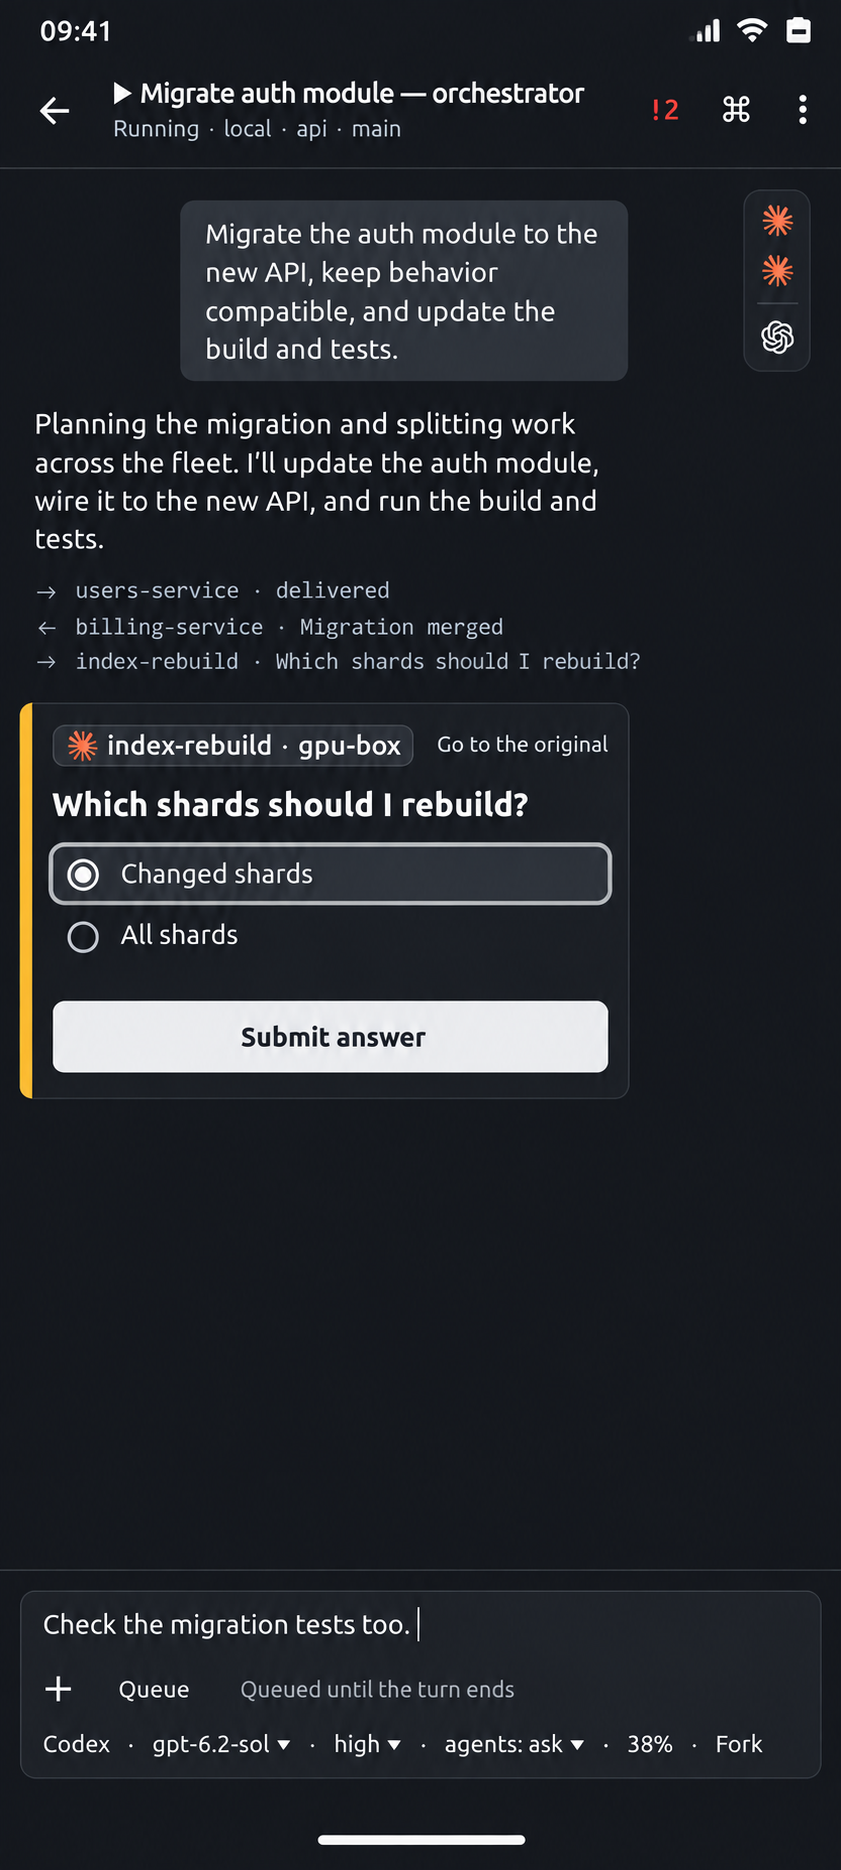 09:41
▶ Migrate auth module — orchestrator
!2
Running · local · api · main
Migrate the auth module to the
new API, keep behavior
compatible, and update the
build and tests.
Planning the migration and splitting work
across the fleet. I’ll update the auth module,
wire it to the new API, and run the build and
tests.
→ users-service · delivered
← billing-service · Migration merged
→ index-rebuild · Which shards should I rebuild?
index-rebuild · gpu-box
Go to the original
Which shards should I rebuild?
Changed shards
All shards
Submit answer
Check the migration tests too.
+ Queue Queued until the turn ends
Codex · gpt-6.2-sol ▾ · high ▾ · agents: ask ▾ · 38% · Fork